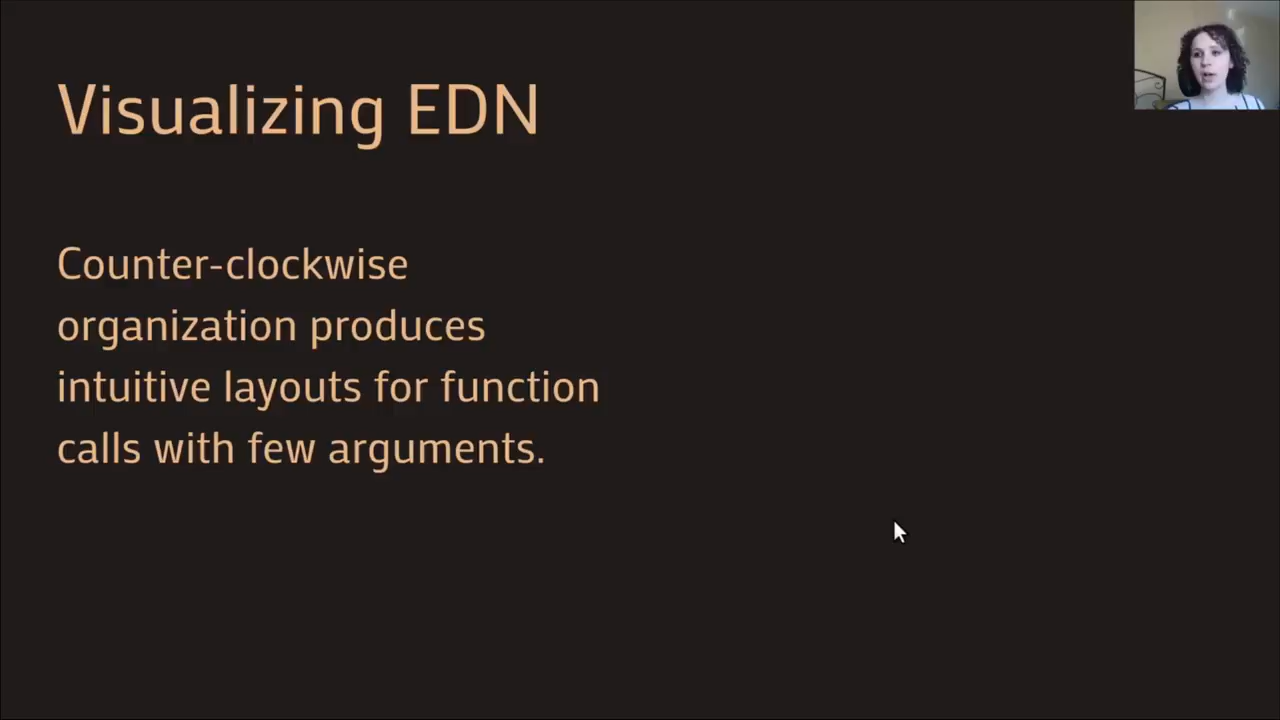 Visualizing EDN
Counter-clockwise
organization produces
intuitive layouts for function
calls with few arguments.